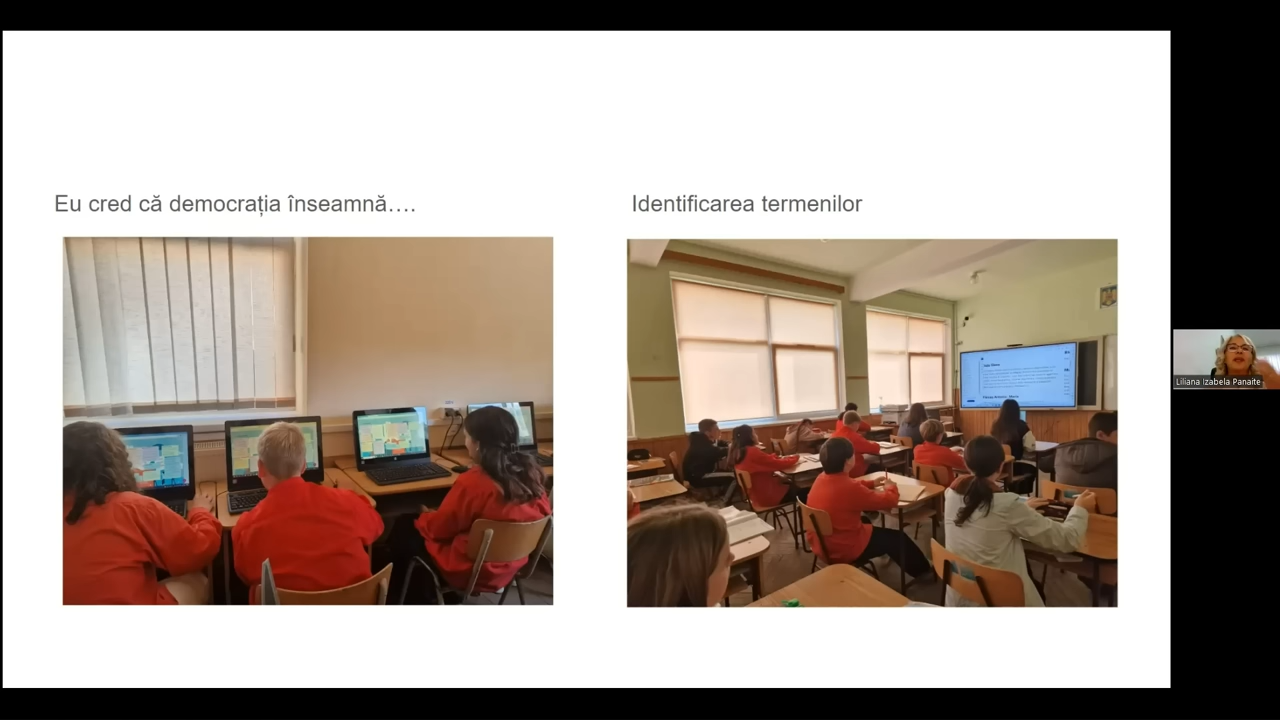 Eu cred că democrația înseamnă….
Identificarea termenilor
Liliana Izabela Panaite